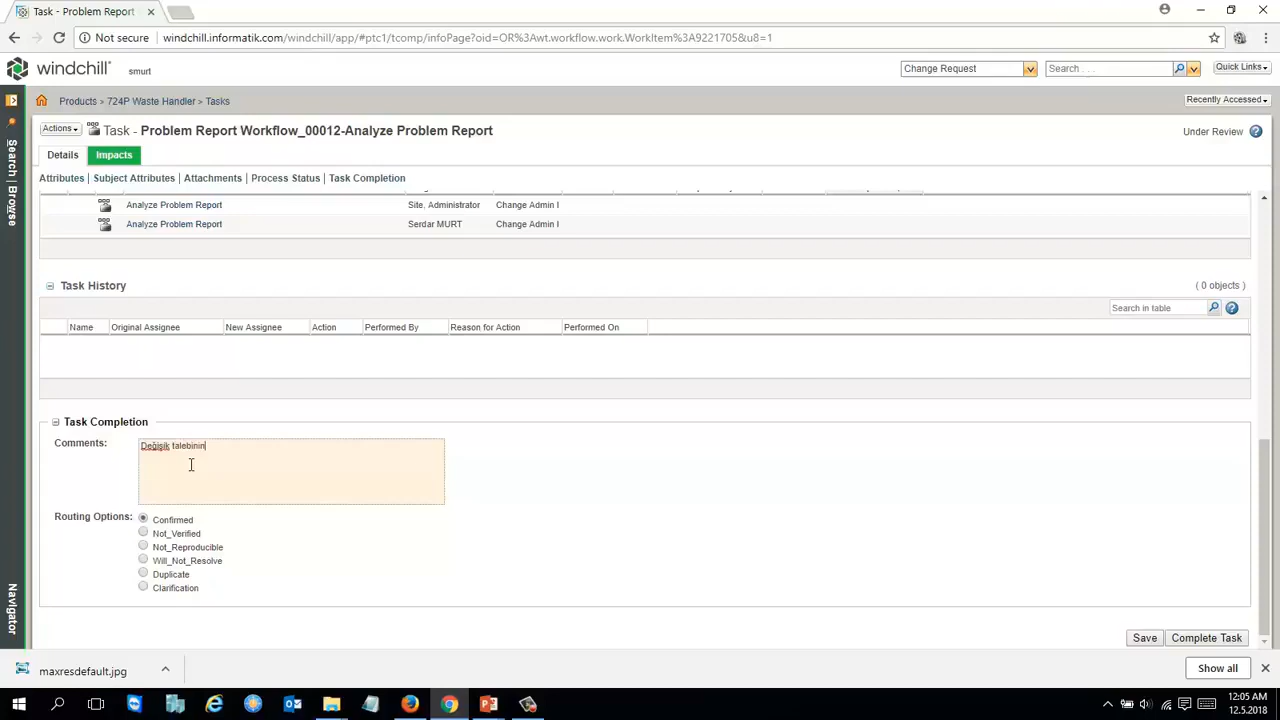 Task - Problem Report
Not secure | windchill.informatik.com/windchill/app/#ptc1/tcomp/infoPage?oid=OR%3Awt.workflow.work.WorkItem%3A9221705&u8=1
windchill smurt
Change Request Search . . . Quick Links
Products > 724P Waste Handler > Tasks
Recently Accessed
Actions Task - Problem Report Workflow_00012-Analyze Problem Report
Under Review
Details Impacts
Attributes | Subject Attributes | Attachments | Process Status | Task Completion
Search | Browse
Analyze Problem Report Site, Administrator Change Admin I
Analyze Problem Report Serdar MURT Change Admin I
Task History
( 0 objects )
Search in table
Name Original Assignee New Assignee Action Performed By Reason for Action Performed On
Task Completion
Comments: Değişik talebinin
Routing Options: Confirmed
Not_Verified
Not_Reproducible
Will_Not_Resolve
Duplicate
Clarification
Navigator
Save Complete Task
maxresdefault.jpg
Show all
12:05 AM
12.5.2018